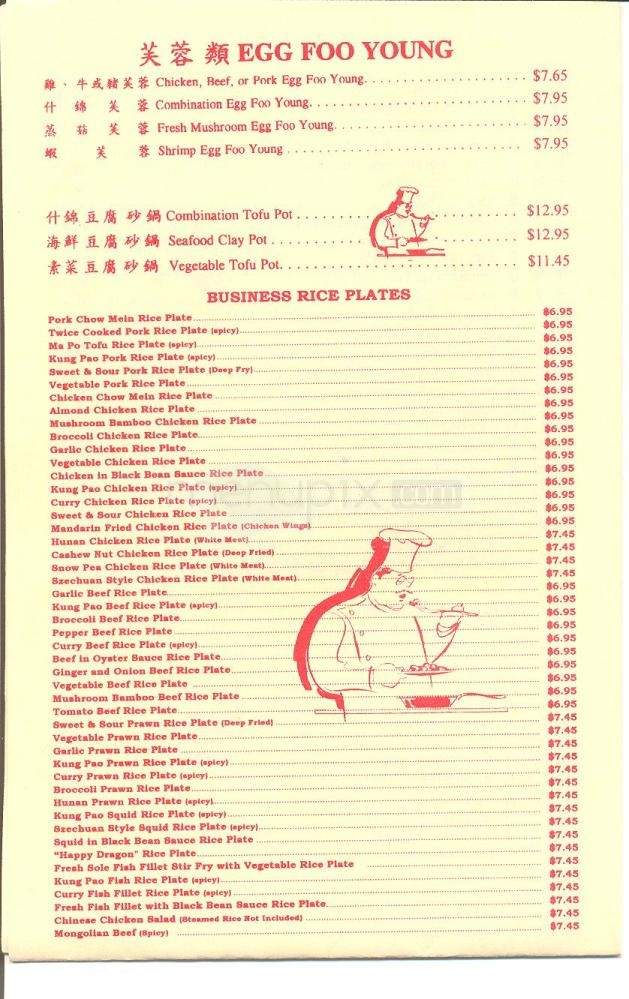 芙蓉類 EGG FOO YOUNG
雞、牛或豬芙蓉 Chicken, Beef, or Pork Egg Foo Young. $7.65
什錦芙蓉 Combination Egg Foo Young. $7.95
蒸菇芙蓉 Fresh Mushroom Egg Foo Young. $7.95
蝦芙蓉 Shrimp Egg Foo Young $7.95
什錦豆腐砂鍋 Combination Tofu Pot $12.95
海鮮豆腐砂鍋 Seafood Clay Pot $12.95
素菜豆腐砂鍋 Vegetable Tofu Pot. $11.45
BUSINESS RICE PLATES
Pork Chow Mein Rice Plate $6.95
Twice Cooked Pork Rice Plate (spicy) $6.95
Ma Po Tofu Rice Plate (spicy) $6.95
Kung Pao Pork Rice Plate (spicy) $6.95
Sweet & Sour Pork Rice Plate (Deep Fry) $6.95
Vegetable Pork Rice Plate $6.95
Chicken Chow Mein Rice Plate $6.95
Almond Chicken Rice Plate $6.95
Mushroom Bamboo Chicken Rice Plate $6.95
Broccoli Chicken Rice Plate $6.95
Garlic Chicken Rice Plate $6.95
Vegetable Chicken Rice Plate $6.95
Chicken in Black Bean Sauce Rice Plate $6.95
Kung Pao Chicken Rice Plate (spicy) $6.95
Curry Chicken Rice Plate (spicy) $6.95
Sweet & Sour Chicken Rice Plate $6.95
Mandarin Fried Chicken Rice Plate (Chicken Wings) $6.95
Hunan Chicken Rice Plate (White Meat) $7.45
Cashew Nut Chicken Rice Plate (Deep Fried) $7.45
Snow Pea Chicken Rice Plate (White Meat) $7.45
Szechuan Style Chicken Rice Plate (White Meat) $7.45
Garlic Beef Rice Plate $6.95
Kung Pao Beef Rice Plate (spicy) $6.95
Broccoli Beef Rice Plate $6.95
Pepper Beef Rice Plate $6.95
Curry Beef Rice Plate (spicy) $6.95
Beef in Oyster Sauce Rice Plate $6.95
Ginger and Onion Beef Rice Plate $6.95
Vegetable Beef Rice Plate $6.95
Mushroom Bamboo Beef Rice Plate $6.95
Tomato Beef Rice Plate $6.95
Sweet & Sour Prawn Rice Plate (Deep Fried) $7.45
Vegetable Prawn Rice Plate $7.45
Garlic Prawn Rice Plate $7.45
Kung Pao Prawn Rice Plate (spicy) $7.45
Curry Prawn Rice Plate (spicy) $7.45
Broccoli Prawn Rice Plate $7.45
Hunan Prawn Rice Plate (spicy) $7.45
Kung Pao Squid Rice Plate (spicy) $7.45
Szechuan Style Squid Rice Plate (spicy) $7.45
Squid in Black Bean Sauce Rice Plate $7.45
"Happy Dragon" Rice Plate $7.45
Fresh Sole Fish Fillet Stir Fry with Vegetable Rice Plate $7.45
Kung Pao Fish Rice Plate (spicy) $7.45
Curry Fish Fillet Rice Plate (spicy) $7.45
Fresh Fish Fillet with Black Bean Sauce Rice Plate $7.45
Chinese Chicken Salad (Steamed Rice Not Included) $7.45
Mongolian Beef (Spicy) $7.45